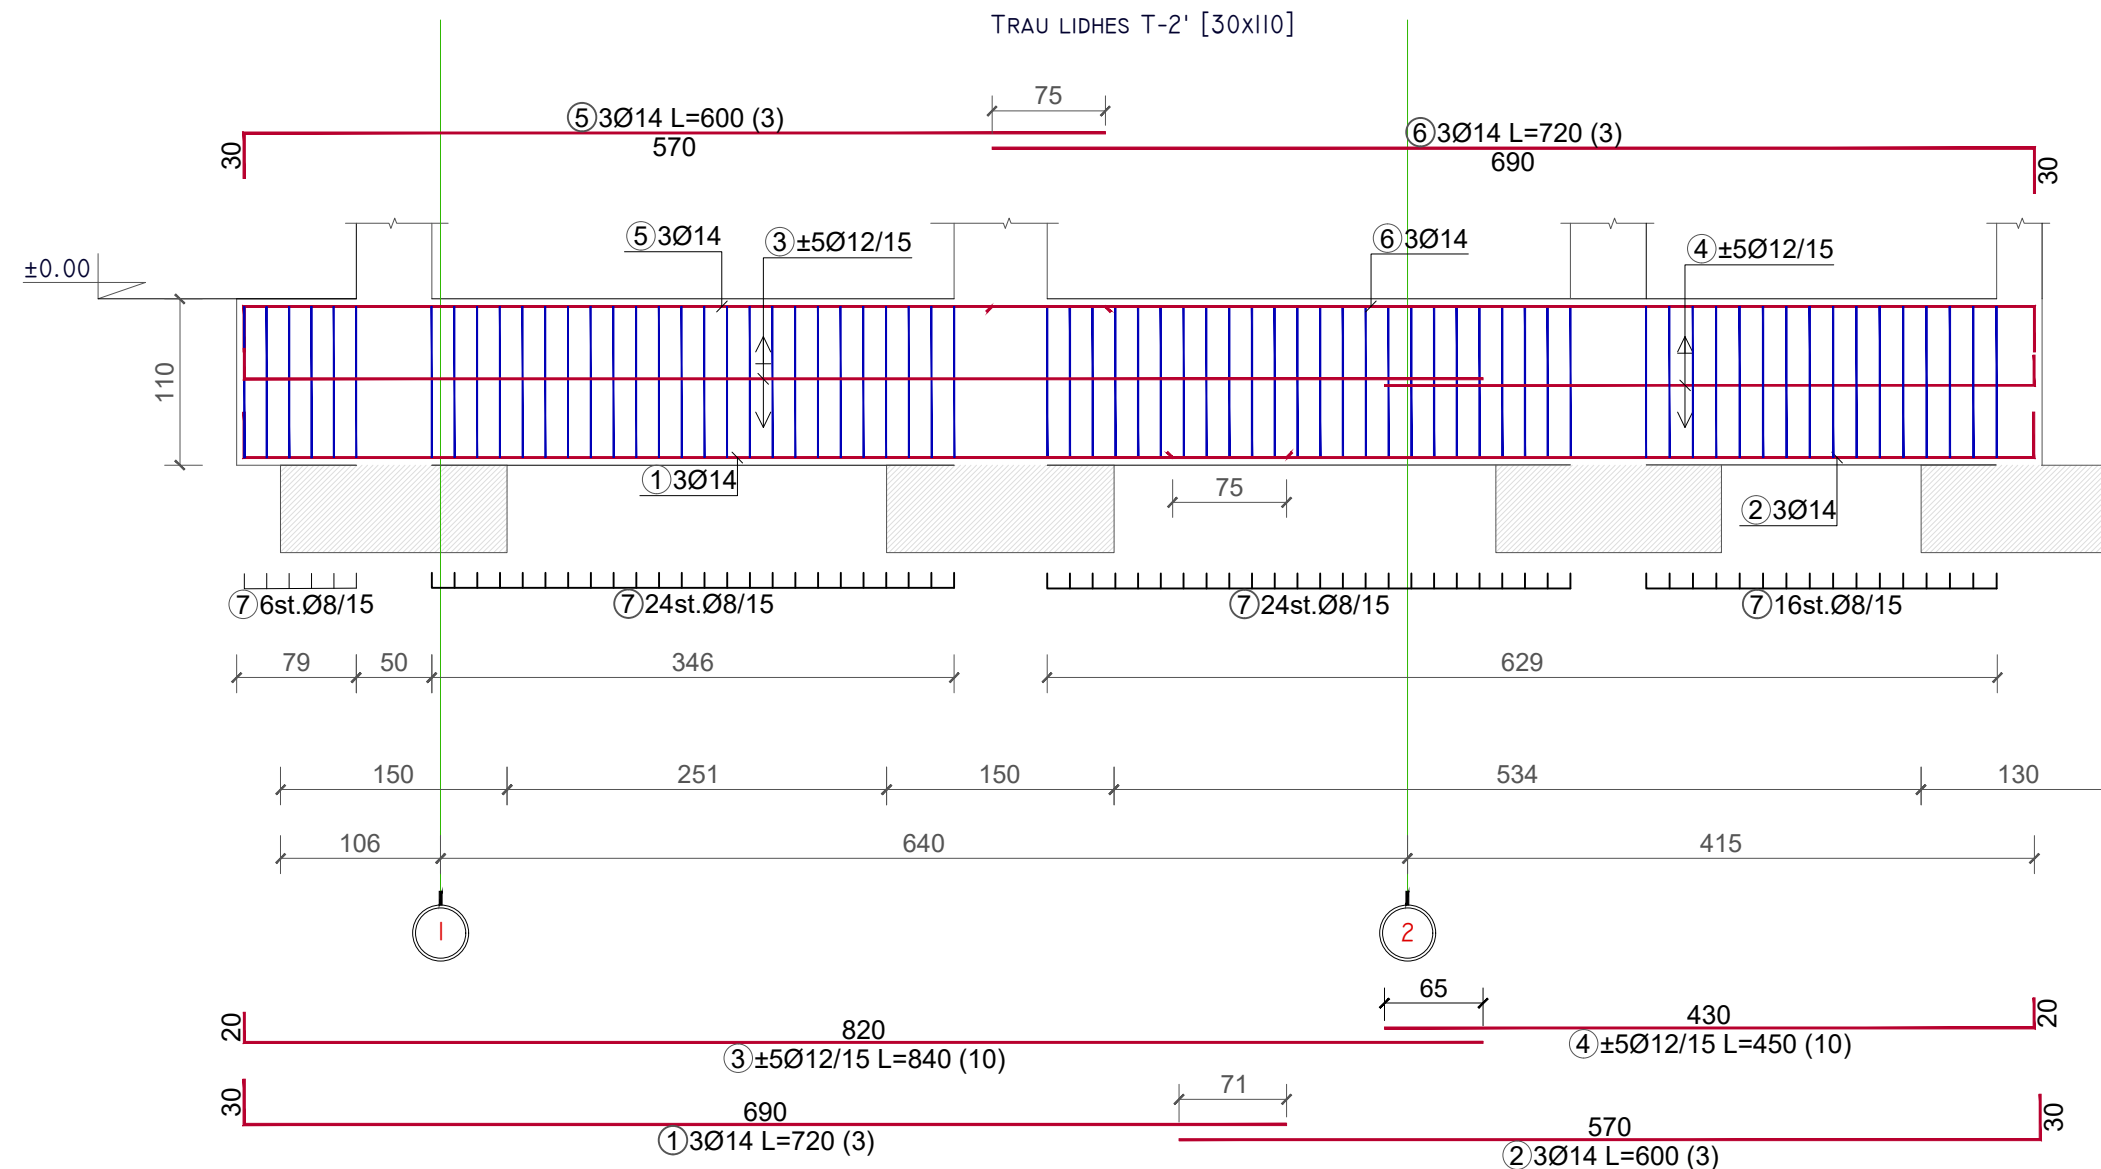 TRAU LIDHES T-2' [30x110]
75
⑤3Ø14 L=600 (3)
⑥3Ø14 L=720 (3)
30
570
690
30
⑤3Ø14
③±5Ø12/15
⑥3Ø14
④±5Ø12/15
±0.00
110
①3Ø14
75
②3Ø14
⑦6st.Ø8/15
⑦24st.Ø8/15
⑦24st.Ø8/15
⑦16st.Ø8/15
79
50
346
629
150
251
150
534
130
106
640
415
1
2
65
20
820
430
20
③±5Ø12/15 L=840 (10)
④±5Ø12/15 L=450 (10)
71
30
690
570
30
①3Ø14 L=720 (3)
②3Ø14 L=600 (3)